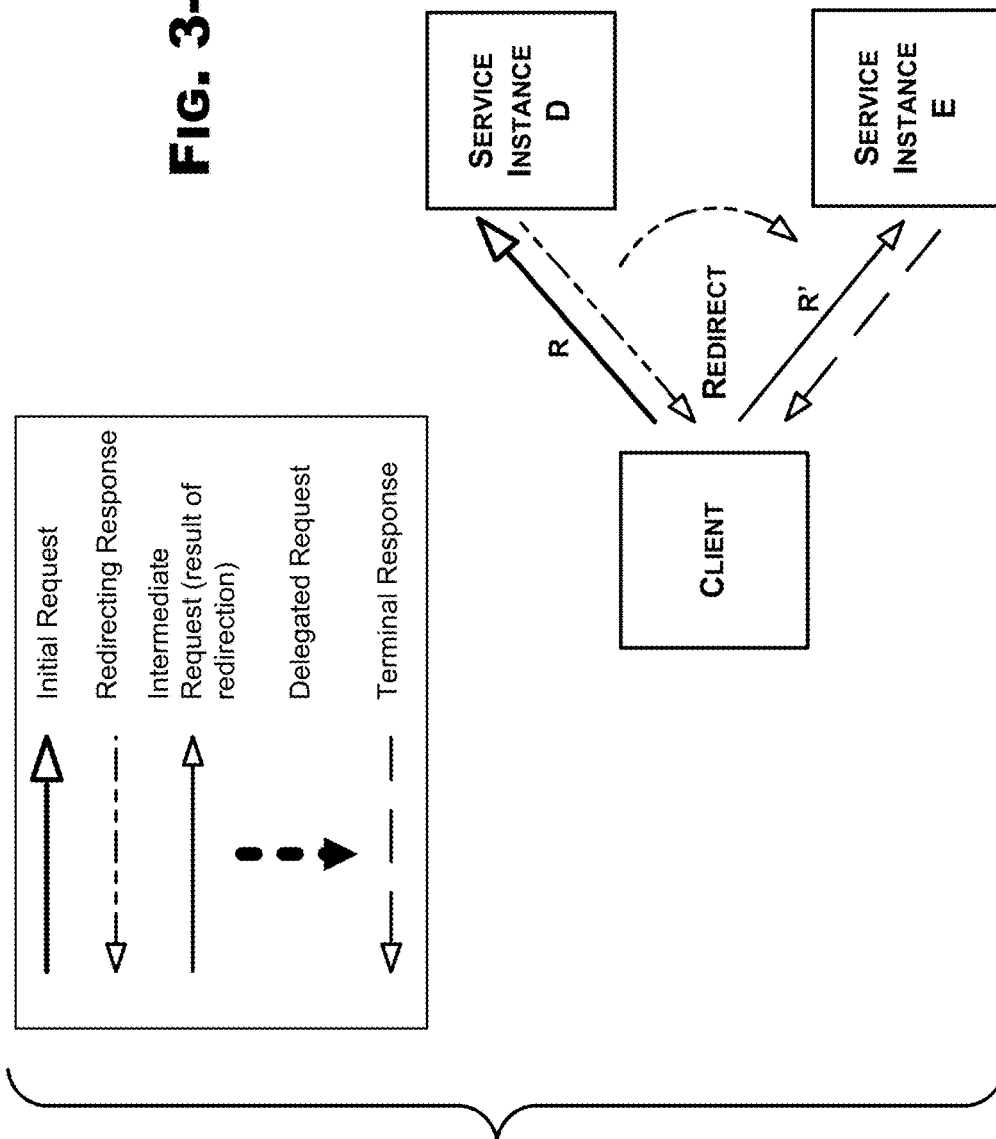 FIG. 3-
Initial Request
Redirecting Response
Intermediate
Request (result of
redirection)
Delegated Request
Terminal Response
CLIENT
R
REDIRECT
R'
SERVICE
INSTANCE
D
SERVICE
INSTANCE
E